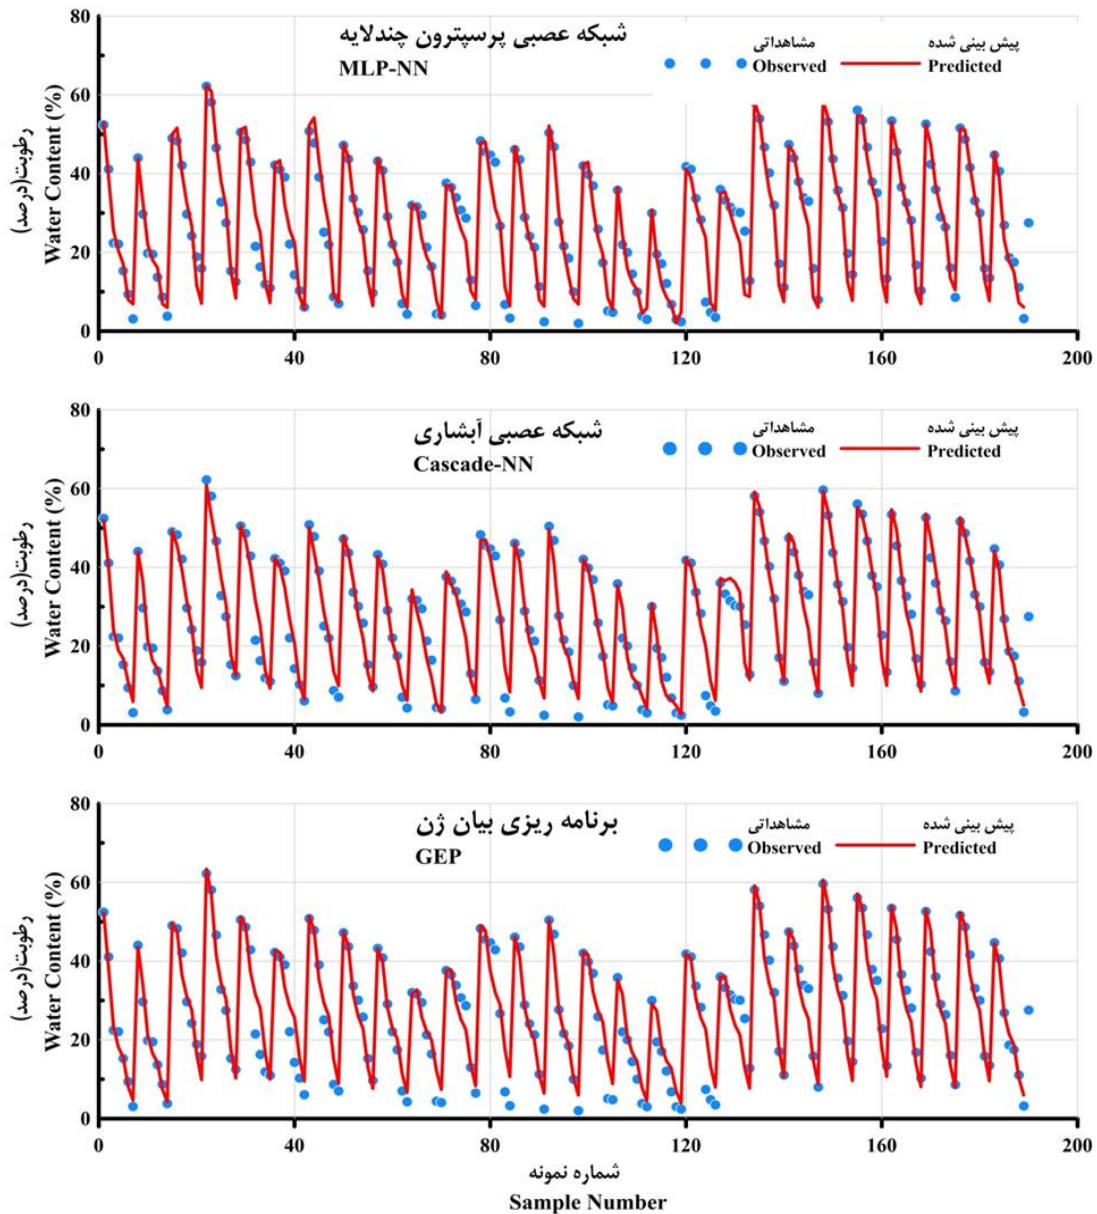 شبکه عصبی پرسپترون چندلایه
MLP-NN
مشاهداتی
Observed
پیش بینی شده
Predicted
رطوبت(درصد)
Water Content (%)
80
60
40
20
0
0 40 80 120 160 200
شبکه عصبی آبشاری
Cascade-NN
مشاهداتی
Observed
پیش بینی شده
Predicted
رطوبت(درصد)
Water Content (%)
80
60
40
20
0
0 40 80 120 160 200
برنامه ریزی بیان ژن
GEP
مشاهداتی
Observed
پیش بینی شده
Predicted
رطوبت(درصد)
Water Content (%)
80
60
40
20
0
0 40 80 120 160 200
شماره نمونه
Sample Number